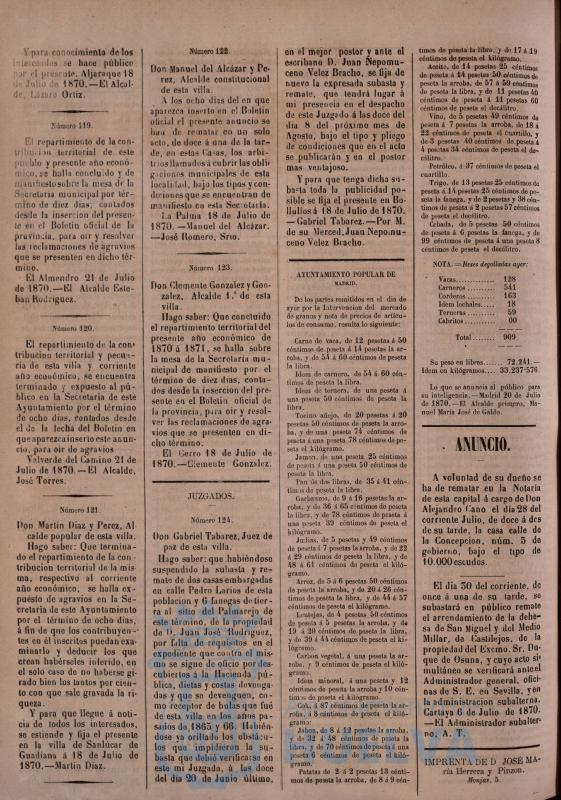 Y para conocimiento de los
interesados se hace público
por el presente. Aljaraque 18
de Julio de 1870.—El Alcal-
de, Lázaro Ortiz.
Número 119.
El repartimiento de la con-
tribucion territorial de este
pueblo y presente año econó-
mico, se halla concluido y de
manifiesto sobre la mesa de la
Secretaría municipal por tér-
mino de diez dias, contados
desde la insercion del presen-
te en el Boletin oficial de la
provincia, para oir y resolver
las reclamaciones de agravios
que se presenten en dicho tér-
mino.
El Almendro 21 de Julio
de 1870.—El Alcalde Este-
ban Rodriguez.
Número 120.
El repartimiento de la con-
tribucion territorial y pecua-
ria de esta villa y corriente
año económico, se encuentra
terminado y expuesto al pú-
blico en la Secretaría de este
Ayuntamiento por el término
de ocho dias, contados desde
el de la fecha del Boletin en
que aparezca inserto este anun-
cio, para oir de agravios
Valverde del Camino 21 de
Julio de 1870.—El Alcalde,
José Torres.
Número 121.
Don Martin Diaz y Perez, Al
calde popular de esta villa.
Hago saber: Que termina-
do el repartimiento de la con-
tribucion territorial de la mis-
ma, respectivo al corriente
año económico, se halla ex-
puesto de agravios en la Se-
cretaría de este Ayuntamiento
por el término de ocho dias,
á fin de que los contribuyen-
tes en él inscritos puedan exa-
minarlo y deducir los que
crean habérseles inferido, en
el solo caso de no haberse gi-
rado bien los tantos por cien-
to con que sale gravada la ri-
queza.
Y para que llegue á noti-
cia de todos los interesados,
se estiende y fija el presente
en la villa de Sanlúcar de
Guadiana á 18 de Julio de
1870.—Martin Diaz.
Número 122.
Don Manuel del Alcázar y Pe-
rez, Alcalde constitucional
de esta villa.
A los ocho dias del en que
aparezca inserto en el Boletin
oficial el presente anuncio se
han de rematar en un solo
acto, de doce á una de la tar-
de, en estas Casas, los arbi-
trios llamados á cubrir las obli
gaciones municipales de esta
localidad, bajo los tipos y con-
diciones que se encuentran de
manifiesto en esta Secretaría.
La Palma 18 de Julio de
1870.—Manuel del Alcázar.
—José Romero, Srio.
Número 123.
Don Clemente Gonzalez y Gon-
zalez, Alcalde 1.º de esta
villa.
Hago saber: Que concluido
el repartimiento territorial del
presente año económico de
1870 á 1871, se halla sobre
la mesa de la Secretaría mu-
nicipal de manifiesto por el
término de diez dias, conta-
dos desde la insercion del pre-
sente en el Boletin oficial de
la provincia, para oir y resol-
ver las reclamaciones de agra-
vios que se presenten en di-
cho término.
El Cerro 18 de Julio de
1870.—Clemente Gonzalez.
JUZGADOS.
Número 124.
Don Gabriel Tabarez, Juez de
paz de esta villa.
Hago saber: que habiéndose
suspendido la subasta y re-
mate de dos casas embargadas
en calle Pedro Larios de esta
poblacion y 6 fanegas de tier-
ra al sitio del Palmarejo de
este término, de la propiedad
de D. Juan José Rodriguez,
por falta de requisitos en el
expediente que contra el mis-
mo se sigue de oficio por des-
cubiertos á la Hacienda pú-
blica, dietas y costas devenga-
das y que se devenguen, co-
mo receptor de bulas que fué
de esta villa en los años pa-
sados de 1865 y 66. Habién-
dose ya orillado los obstácu-
los que impidieron la su-
basta que debió verificarse en
este mi Juzgado, á las doce
del dia 20 de Junio último,
en el mejor postor y ante el
escribano D. Juan Nepomu-
ceno Velez Bracho, se fija de
nuevo la expresada subasta y
remate, que tendrá lugar á
mi presencia en el despacho
de este Juzgado á las doce del
dia 8 del próximo mes de
Agosto, bajo el tipo y pliego
de condiciones que en el acto
se publicarán y en el postor
mas ventajoso.
Y para que tenga dicha su-
basta toda la publicidad posi-
ble se fija el presente en Bo-
llullos á 18 de Julio de 1870.
—Gabriel Tabarez.—Por M.
de su Merced, Juan Nepomu-
ceno Velez Bracho.
AYUNTAMIENTO POPULAR DE
MADRID.
De los partes remitidos en el dia de
ayer por la Intervencion del mercado
de granos y nota de precios de artícu-
los de consumo, resulta lo siguiente:
Carne de vaca, de 12 pesetas á 50
céntimos de peseta á 14 pesetas la ar-
roba, y de 54 á 60 céntimos de peseta
la libra.
Idem de carnero, de 54 á 60 cén-
timos de peseta la libra.
Idem de ternera, de una peseta á
una peseta 50 céntimos de peseta la
libra.
Tocino añejo, de 20 pesetas á 20
pesetas 50 céntimos de peseta la arro-
ba, y de una peseta 74 céntimos de
peseta á una peseta 78 céntimos de pe-
seta el kilógramo.
Jamon, de una peseta 25 céntimos
de peseta á una peseta 50 céntimos de
peseta la libra.
Pan de dos libras, de 35 á 41 cén-
timos de peseta la libra.
Garbanzos, de 9 á 16 pesetas la arro-
ba, y de 36 á 65 céntimos de peseta la
libra, y de 78 céntimos de peseta á
una peseta 39 céntimos de peseta el
kilógramo.
Judías, de 5 pesetas y 49 céntimos
de peseta á 7 pesetas la arroba, y de 22
á 29 céntimos de peseta la libra, y de
48 á 61 céntimos de peseta el kiló-
gramo.
Arroz, de 5 á 6 pesetas 50 céntimos
de peseta la arroba, y de 20 á 26 cén-
timos de peseta la libra, y de 44 á 57
céntimos de peseta el kilógramo.
Lentejas, de 4 pesetas 50 céntimos
de peseta á 5 pesetas la arroba, y de
19 á 20 céntimos de peseta la libra,
y de 39 á 44 céntimos de peseta el ki-
lógramo.
Carbon vegetal, á una peseta la ar-
roba, y 9 céntimos de peseta el kiló-
gramo.
Idem mineral, á una peseta y 12
céntimos de peseta la arroba y 10 cén-
timos de peseta el kilógramo.
Cok, á 87 céntimos de peseta la ar-
roba, á 8 céntimos de peseta el kiló-
gramo:
Jabon, de 8 á 12 pesetas la arroba,
y de 32 á 48 céntimos de peseta la
libra, y de 70 céntimos de peseta á una
peseta 6 céntimos de peseta el kiló-
gramo.
Patatas de 2 á 2 pesetas 13 cénti-
mos de peseta la arroba, de 8 á 9 cén-
timos de peseta la libra, y de 17 á 19
céntimos de peseta el kilógramo.
Aceite, de 14 pesetas 25 céntimos
de peseta á 14 pesetas 50 céntimos de
peseta la arroba, de 57 á 50 céntimos
de peseta la libra, y de 11 pesetas 40
céntimos de peseta á 11 pesetas 60
céntimos de peseta el decálitro.
Vino, de 5 pesetas 49 céntimos de
peseta á 7 pesetas la arroba, de 18 á
22 céntimos de peseta el cuartillo, y
de 3 pesetas 40 céntimos de peseta á
4 pesetas 34 céntimos de peseta el de-
cálitro.
Petróleo, á 37 céntimos de peseta el
cuartillo.
Trigo, de 13 pesetas 25 céntimos de
peseta á 14 pesetas 25 céntimos de pe-
seta la fanega, y de 2 pesetas y 38 cén-
timos de peseta á 2 pesetas 57 céntimos
de peseta el decálitro.
Cebada, de 5 pesetas 50 céntimos
de peseta á 6 pesetas la fanega, y de
99 céntimos de peseta á una peseta 8
céntimos de peseta el decálitro.
NOTA.—Reses degolladas ayer:
Vacas............ 128
Carneros......... 541
Corderos......... 163
Idem lechales.... 18
Terneras......... 59
Cabritos......... 00
Total......... 909
Su peso en libras...... 72,241.—
Idem en kilógramos... 33.237'576.
Lo que se anuncia al público para
su inteligencia.—Madrid 20 de Julio
de 1870.—El Alcalde primero, Ma-
nuel María José de Galdo.
ANUNCIO.
A voluntad de su dueño se
ha de rematar en la Notaría
de esta capital á cargo de Don
Alejandro Cano el dia 28 del
corriente Julio, de doce á dos
de su tarde, la casa calle de
la Concepcion, núm. 5 de
gobierno, bajo el tipo de
10.000 escudos.
El dia 30 del corriente, de
once á una de su tarde, se
subastará en público remate
el arrendamiento de la dehe-
sa de San Miguel y del Medio
Millar, de Castillejos, de la
propiedad del Excmo. Sr. Du-
que de Osuna, y cuyo acto si-
multáneo se verificará ante el
Administrador general, ofici-
nas de S. E. en Sevilla, y en
la administracion subalterna.
Cartaya 6 de Julio de 1870.
—El Administrador subalter-
no, A. T.
IMPRENTA DE D JOSÉ MA-
ría Herrera y Pinzon.
Monjas, 5.